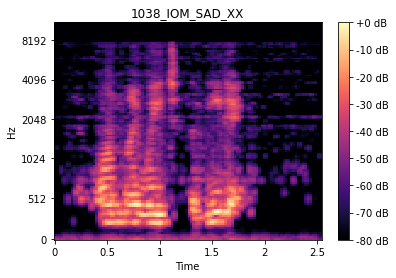 1038_IOM_SAD_XX
+0 dB
8192
-10 dB
4096
-20 dB
-30 dB
2048
Hz
-40 dB
1024
-50 dB
512
-60 dB
-70 dB
0
-80 dB
0 0.5 1 1.5 2 2.5
Time